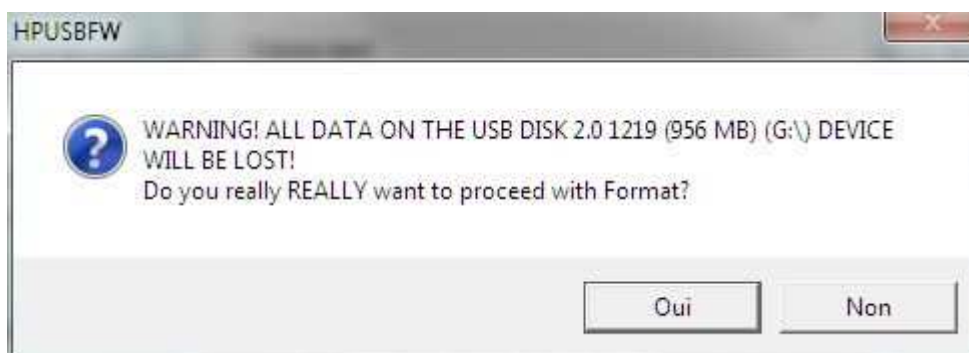 HPUSBFW
WARNING! ALL DATA ON THE USB DISK 2.0 1219 (956 MB) (G:\) DEVICE
WILL BE LOST!
Do you really REALLY want to proceed with Format?
Oui
Non